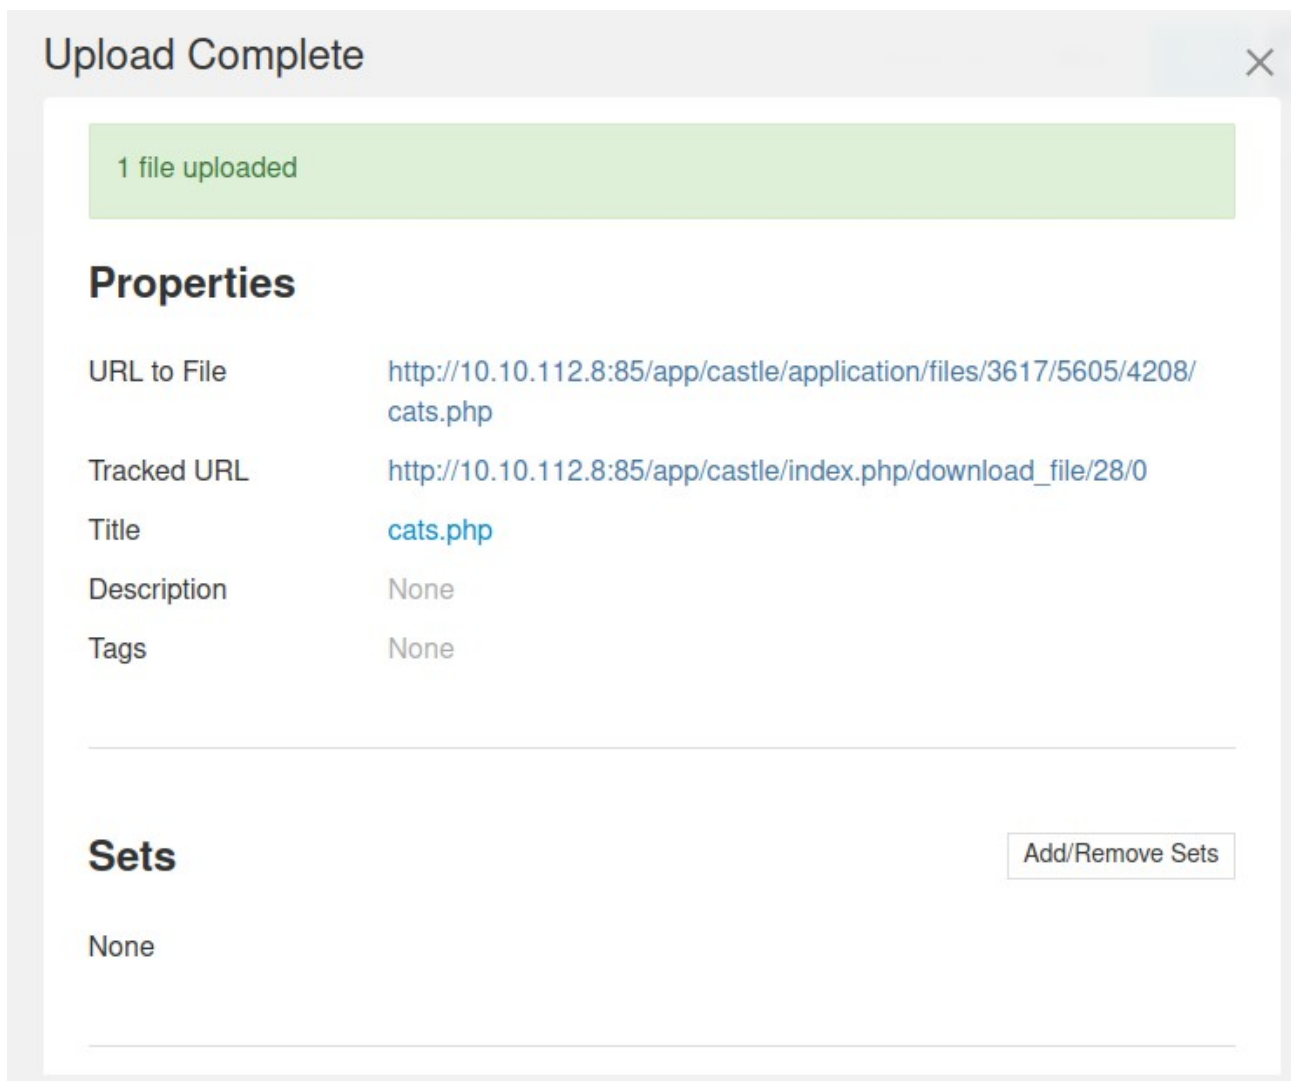 Upload Complete
1 file uploaded
Properties
URL to File http://10.10.112.8:85/app/castle/application/files/3617/5605/4208/
cats.php
Tracked URL http://10.10.112.8:85/app/castle/index.php/download_file/28/0
Title cats.php
Description None
Tags None
Sets Add/Remove Sets
None